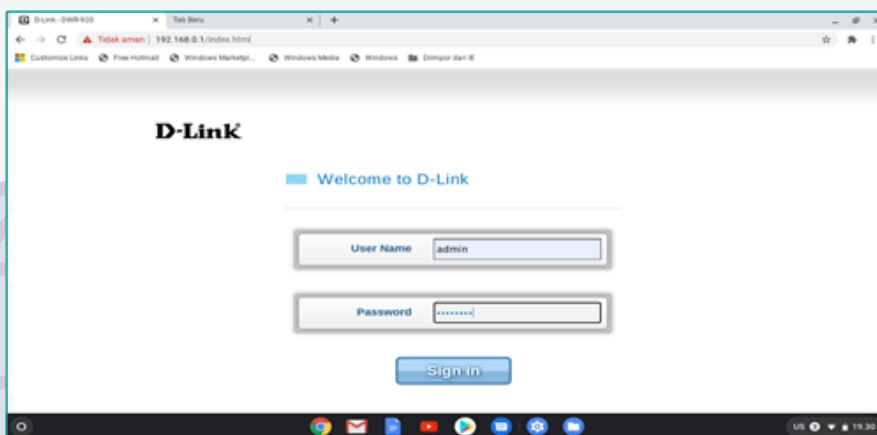 D-Link - DWR-920 Tab Baru
Tidak aman | 192.168.0.1/index.html
Customize Links Free Hotmail Windows Marketpl... Windows Media Windows Diimpor dari IE
D-Link
Welcome to D-Link
User Name admin
Password ••••••••
Sign in
US 3 19.30